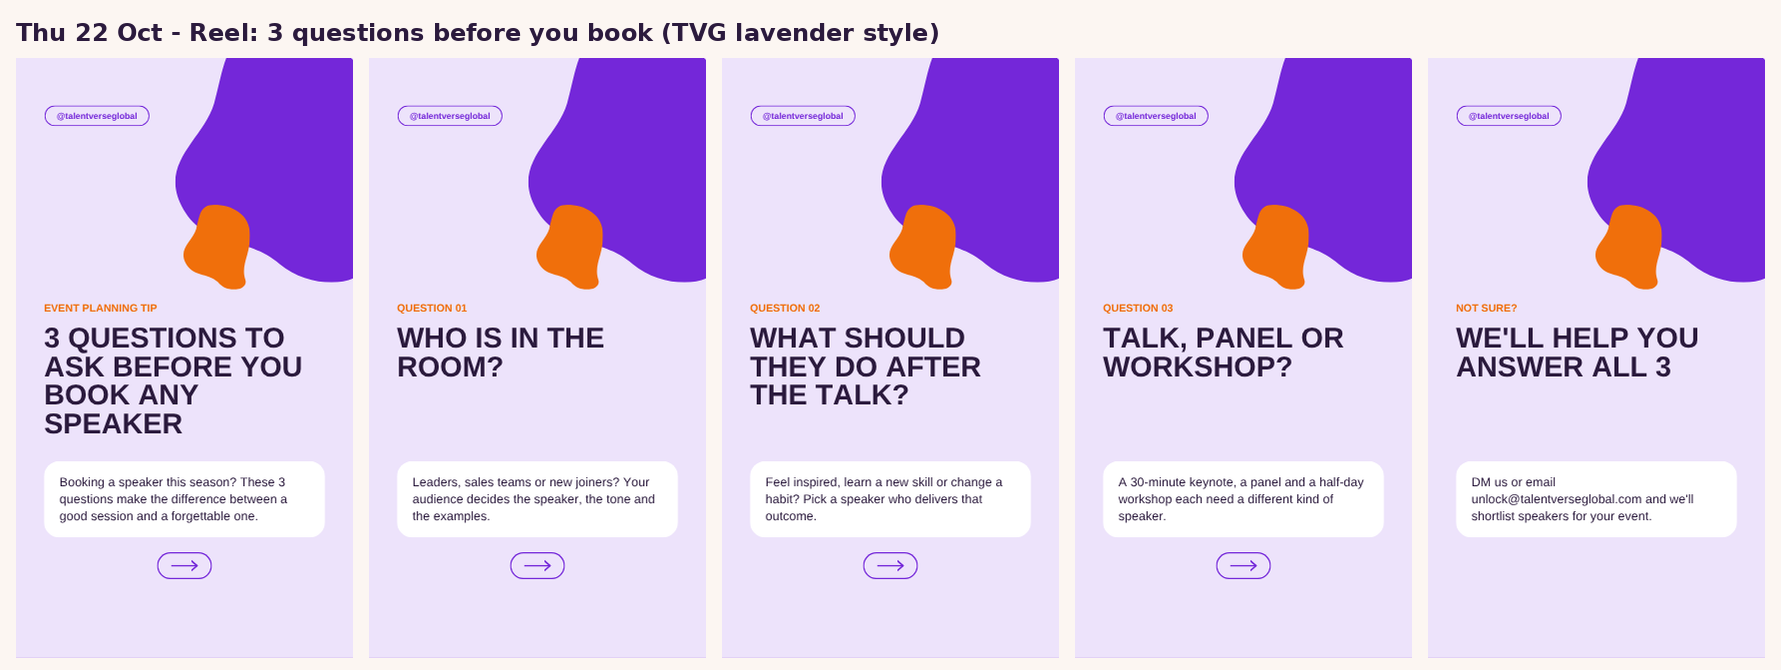 Thu 22 Oct - Reel: 3 questions before you book (TVG lavender style)
@talentverseglobal
EVENT PLANNING TIP
3 QUESTIONS TO
ASK BEFORE YOU
BOOK ANY
SPEAKER
Booking a speaker this season? These 3
questions make the difference between a
good session and a forgettable one.
@talentverseglobal
QUESTION 01
WHO IS IN THE
ROOM?
Leaders, sales teams or new joiners? Your
audience decides the speaker, the tone and
the examples.
@talentverseglobal
QUESTION 02
WHAT SHOULD
THEY DO AFTER
THE TALK?
Feel inspired, learn a new skill or change a
habit? Pick a speaker who delivers that
outcome.
@talentverseglobal
QUESTION 03
TALK, PANEL OR
WORKSHOP?
A 30-minute keynote, a panel and a half-day
workshop each need a different kind of
speaker.
@talentverseglobal
NOT SURE?
WE'LL HELP YOU
ANSWER ALL 3
DM us or email
unlock@talentverseglobal.com and we'll
shortlist speakers for your event.